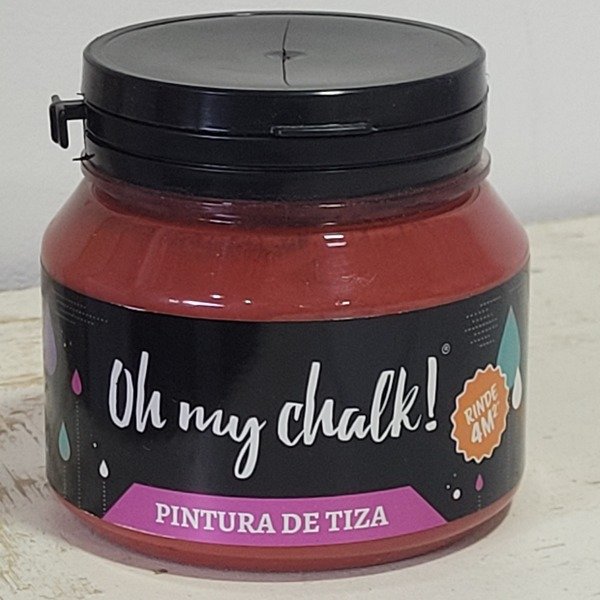 Oh my chalk!®
RINDE
4M²
PINTURA DE TIZA